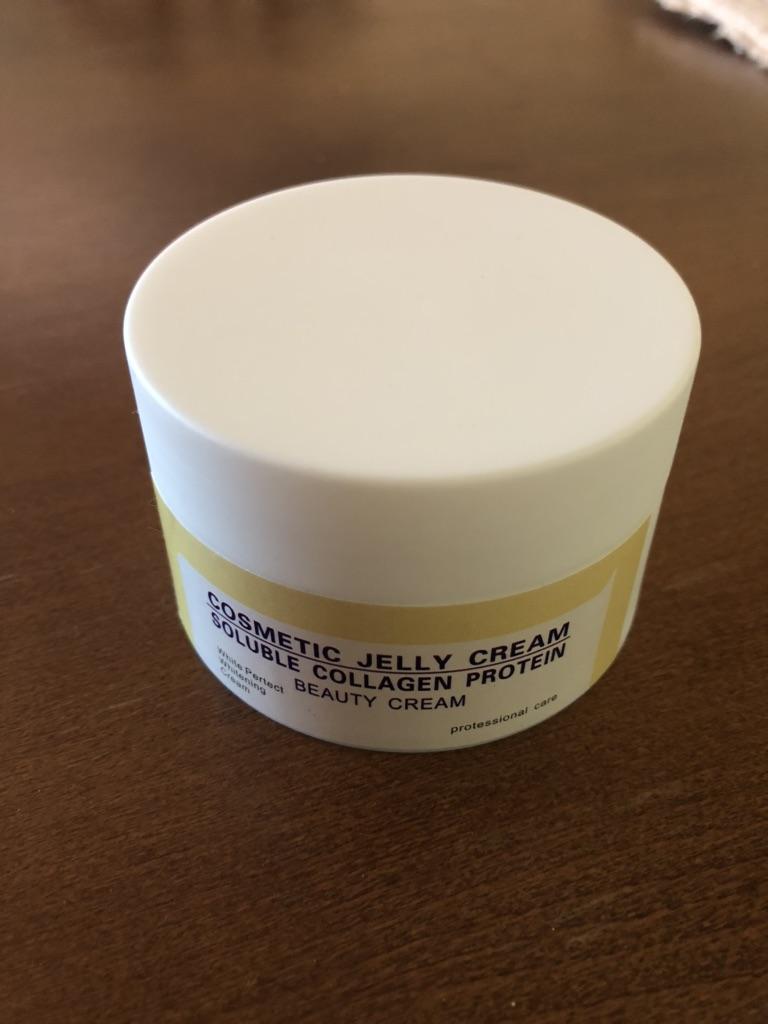 COSMETIC JELLY CREAM
SOLUBLE COLLAGEN PROTEIN
BEAUTY CREAM
White Perfect
Whitening
Cream
professional care